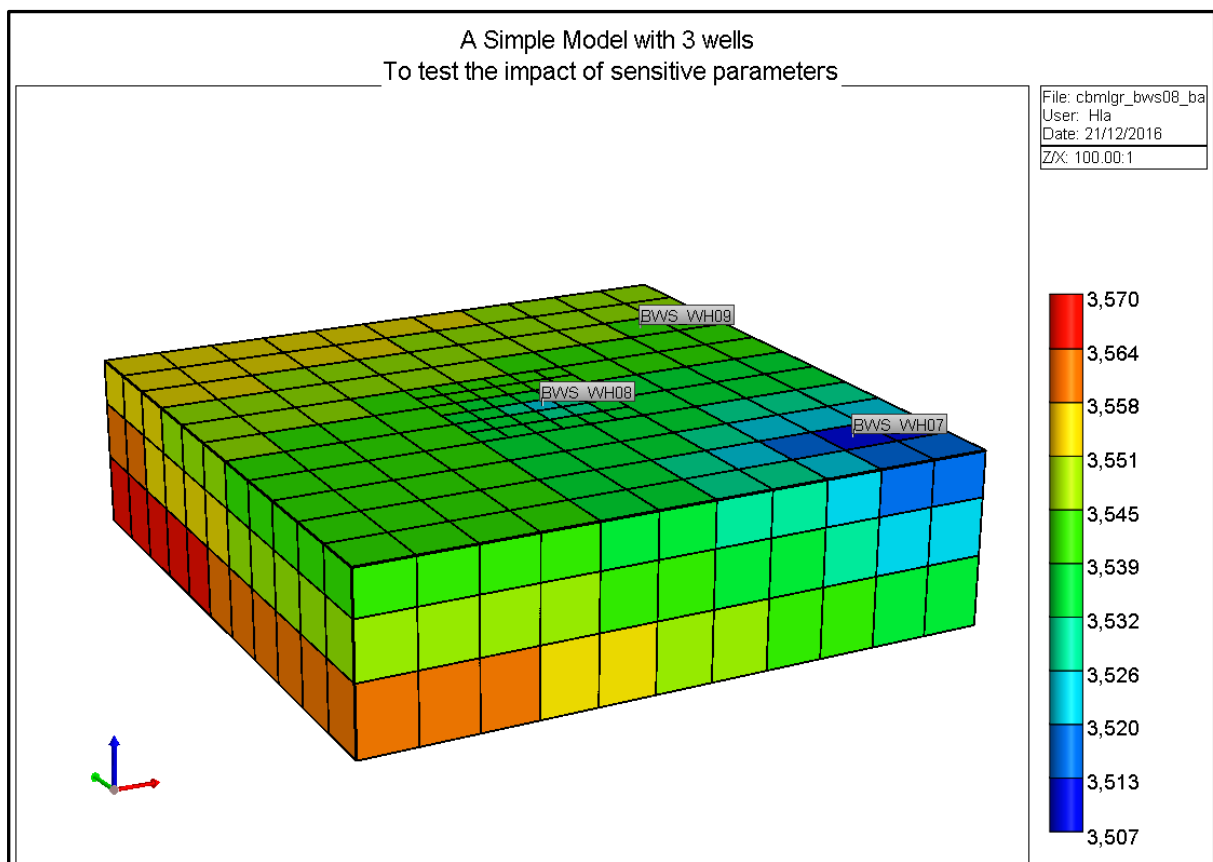 A Simple Model with 3 wells
To test the impact of sensitive parameters
File: cbmlgr_bws08_ba
User: Hla
Date: 21/12/2016
Z/X: 100.00:1
BWS_WH09
BWS_WH08
BWS_WH07
3,570
3,564
3,558
3,551
3,545
3,539
3,532
3,526
3,520
3,513
3,507